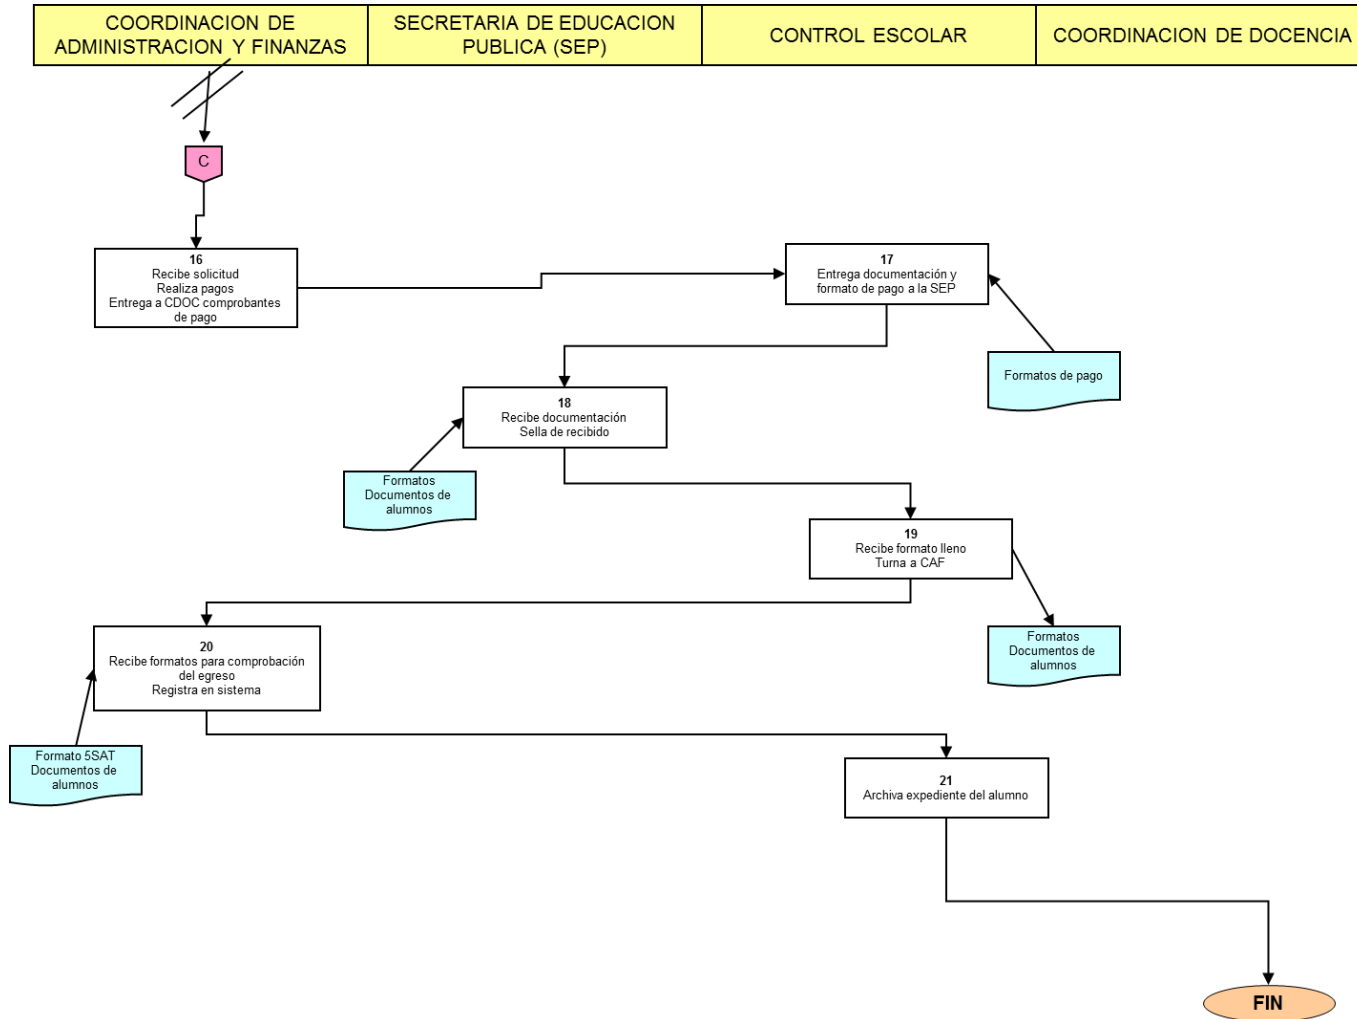 COORDINACION DE
ADMINISTRACION Y FINANZAS
SECRETARIA DE EDUCACION
PUBLICA (SEP)
CONTROL ESCOLAR
COORDINACION DE DOCENCIA
C
16
Recibe solicitud
Realiza pagos
Entrega a CDOC comprobantes
de pago
17
Entrega documentación y
formato de pago a la SEP
Formatos de pago
18
Recibe documentación
Sella de recibido
Formatos
Documentos de
alumnos
19
Recibe formato lleno
Turna a CAF
Formatos
Documentos de
alumnos
20
Recibe formatos para comprobación
del egreso
Registra en sistema
Formato 5SAT
Documentos de
alumnos
21
Archiva expediente del alumno
FIN